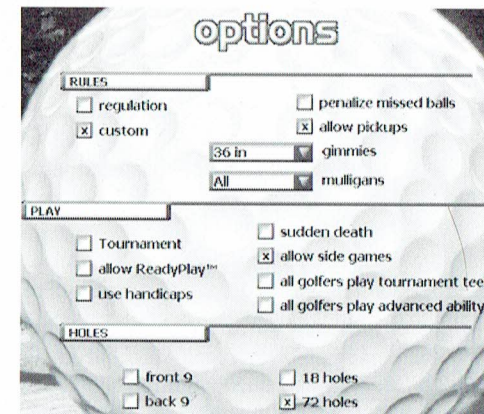 options
RULES
regulation
penalize missed balls
custom
allow pickups
36 in
gimmies
All
mulligans
PLAY
sudden death
Tournament
allow side games
allow ReadyPlay™
all golfers play tournament tee
use handicaps
all golfers play advanced ability
HOLES
front 9
18 holes
back 9
72 holes